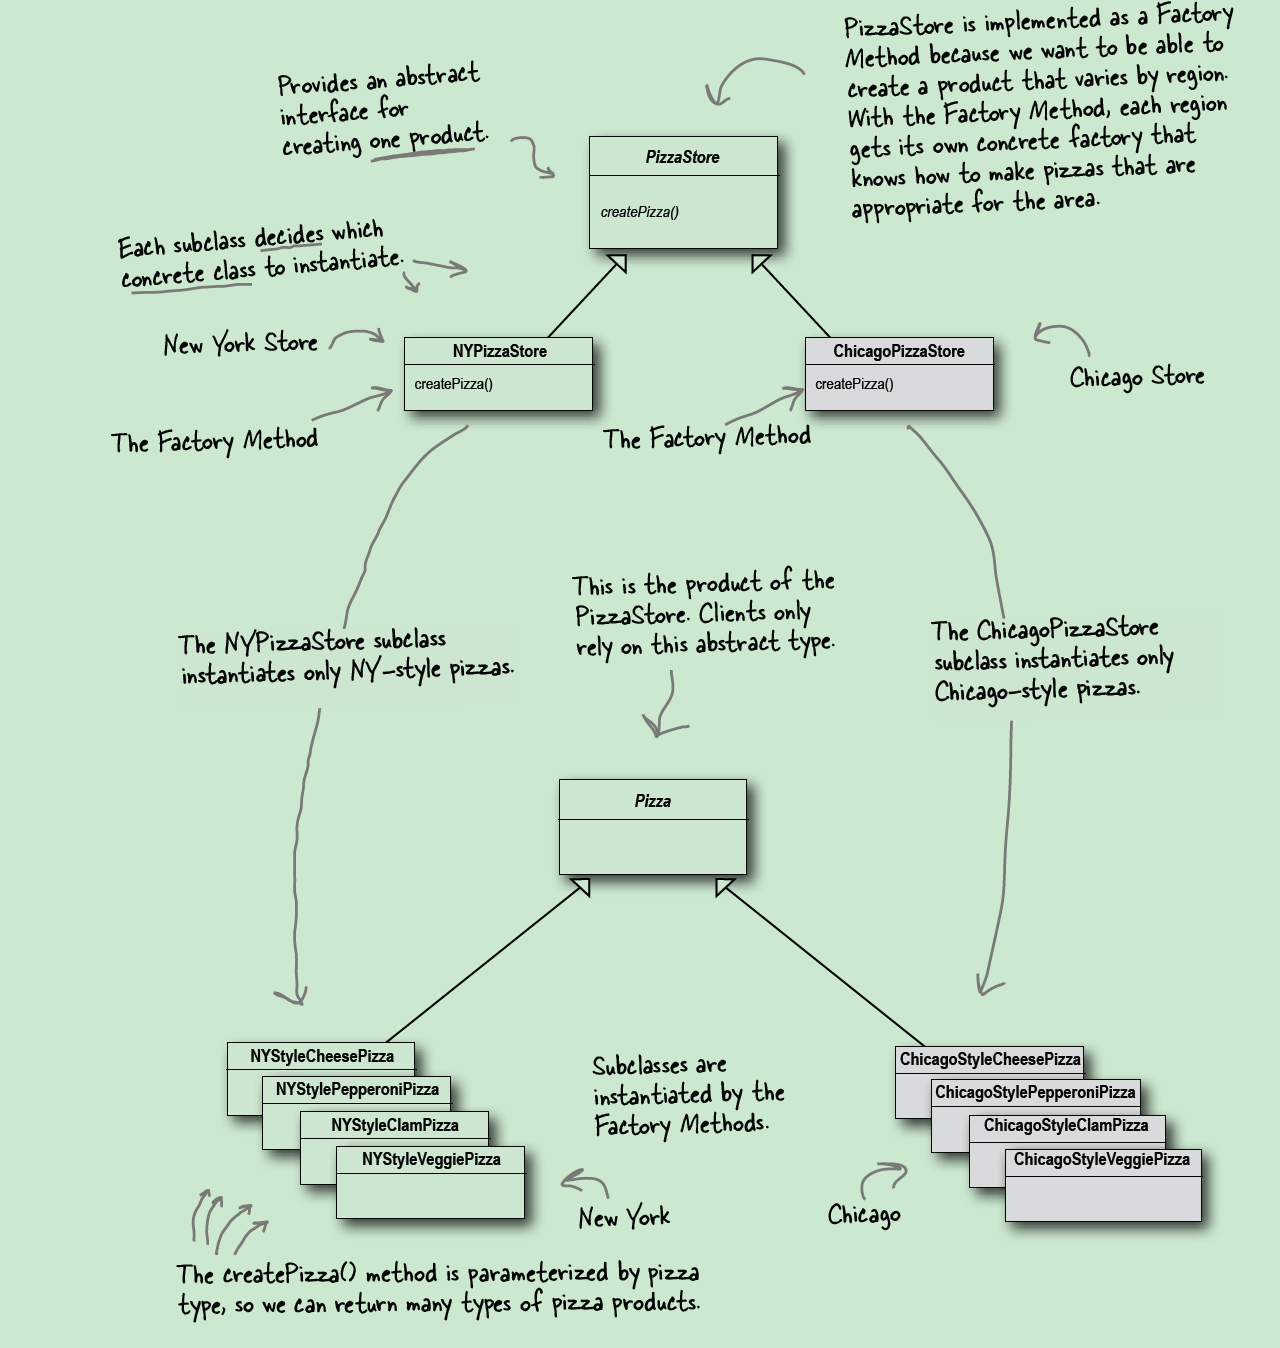 PizzaStore is implemented as a Factory
Method because we want to be able to
create a product that varies by region.
With the Factory Method, each region
gets its own concrete factory that
knows how to make pizzas that are
appropriate for the area.
Provides an abstract
interface for
creating one product.
PizzaStore
createPizza()
Each subclass decides which
concrete class to instantiate.
New York Store
NYPizzaStore
createPizza()
ChicagoPizzaStore
createPizza()
Chicago Store
The Factory Method
The Factory Method
This is the product of the
PizzaStore. Clients only
rely on this abstract type.
The NYPizzaStore subclass
instantiates only NY-style pizzas.
The ChicagoPizzaStore
subclass instantiates only
Chicago-style pizzas.
Pizza
NYStyleCheesePizza
NYStylePepperoniPizza
NYStyleClamPizza
NYStyleVeggiePizza
Subclasses are
instantiated by the
Factory Methods.
ChicagoStyleCheesePizza
ChicagoStylePepperoniPizza
ChicagoStyleClamPizza
ChicagoStyleVeggiePizza
New York
Chicago
The createPizza() method is parameterized by pizza
type, so we can return many types of pizza products.